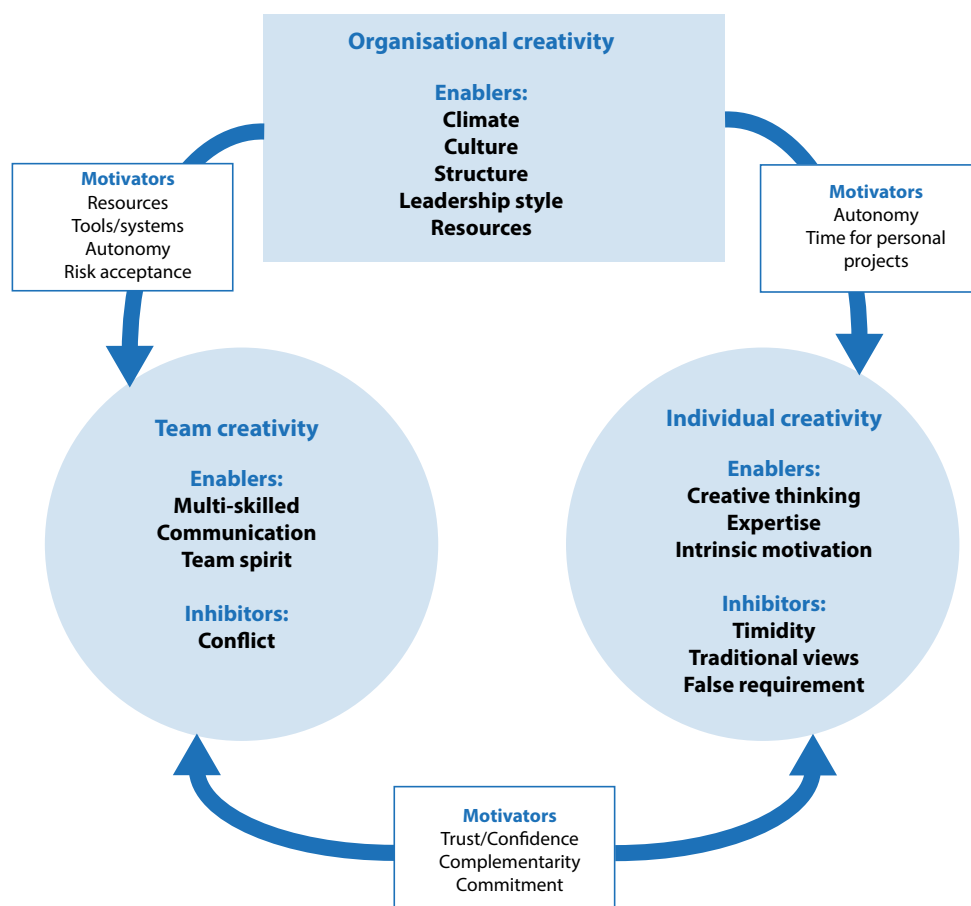 Organisational creativity
Enablers:
Climate
Culture
Structure
Leadership style
Resources
Motivators
Resources
Tools/systems
Autonomy
Risk acceptance
Motivators
Autonomy
Time for personal
projects
Team creativity
Enablers:
Multi-skilled
Communication
Team spirit
Inhibitors:
Conflict
Individual creativity
Enablers:
Creative thinking
Expertise
Intrinsic motivation
Inhibitors:
Timidity
Traditional views
False requirement
Motivators
Trust/Confidence
Complementarity
Commitment